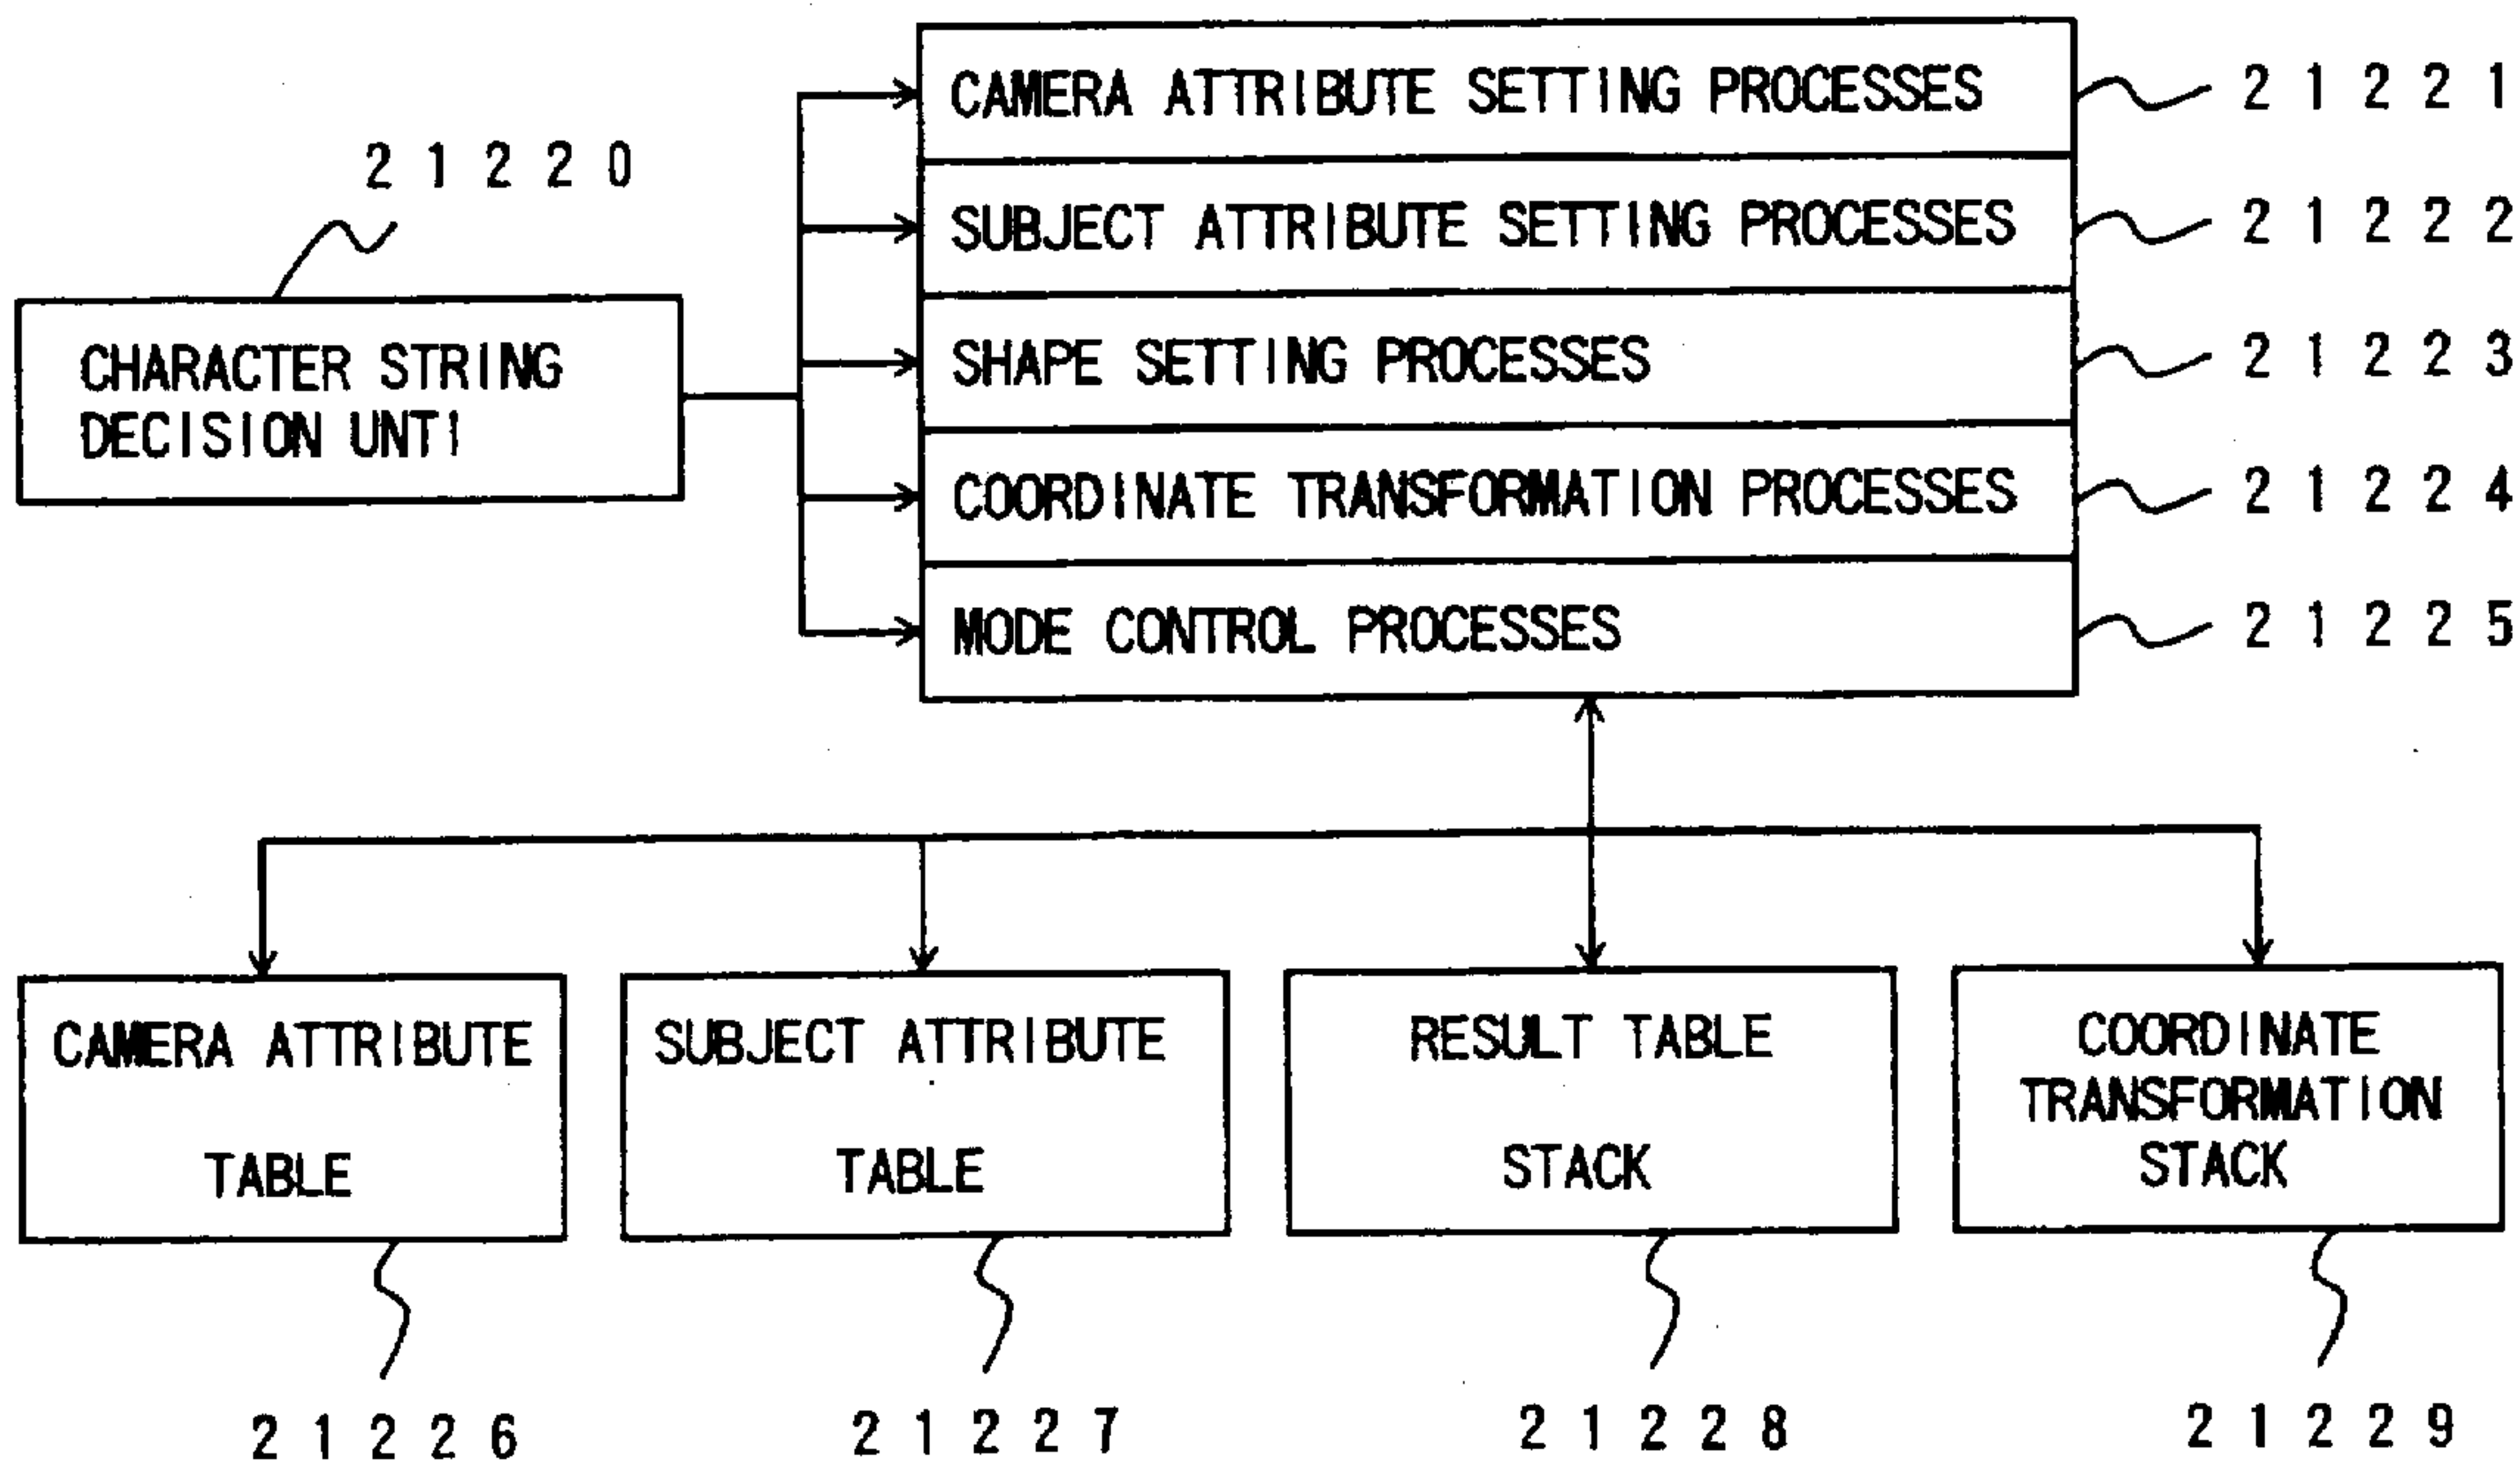 CAMERA ATTRIBUTE SETTING PROCESSES
21221
21220
SUBJECT ATTRIBUTE SETTING PROCESSES
21222
CHARACTER STRING
DECISION UNTI
SHAPE SETTING PROCESSES
21223
COORDINATE TRANSFORMATION PROCESSES
21224
MODE CONTROL PROCESSES
21225
CAMERA ATTRIBUTE
TABLE
SUBJECT ATTRIBUTE
TABLE
RESULT TABLE
STACK
COORDINATE
TRANSFORMATION
STACK
21226
21227
21228
21229